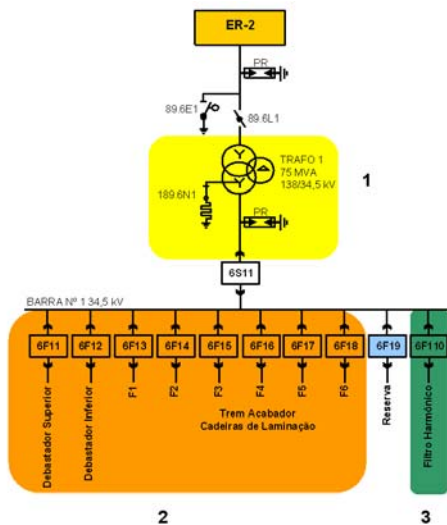 ER-2
PR
89.6E1
89.6L1
TRAFO 1
75 MVA
138/34,5 kV
1
189.6N1
PR
6S11
BARRA Nº 1 34,5 kV
6F11 6F12 6F13 6F14 6F15 6F16 6F17 6F18 6F19 6F110
Debastador Superior
Debastador Inferior
F1
F2
F3
F4
F5
F6
Reserva
Filtro Harmônico
Trem Acabador
Cadeiras de Laminação
2
3